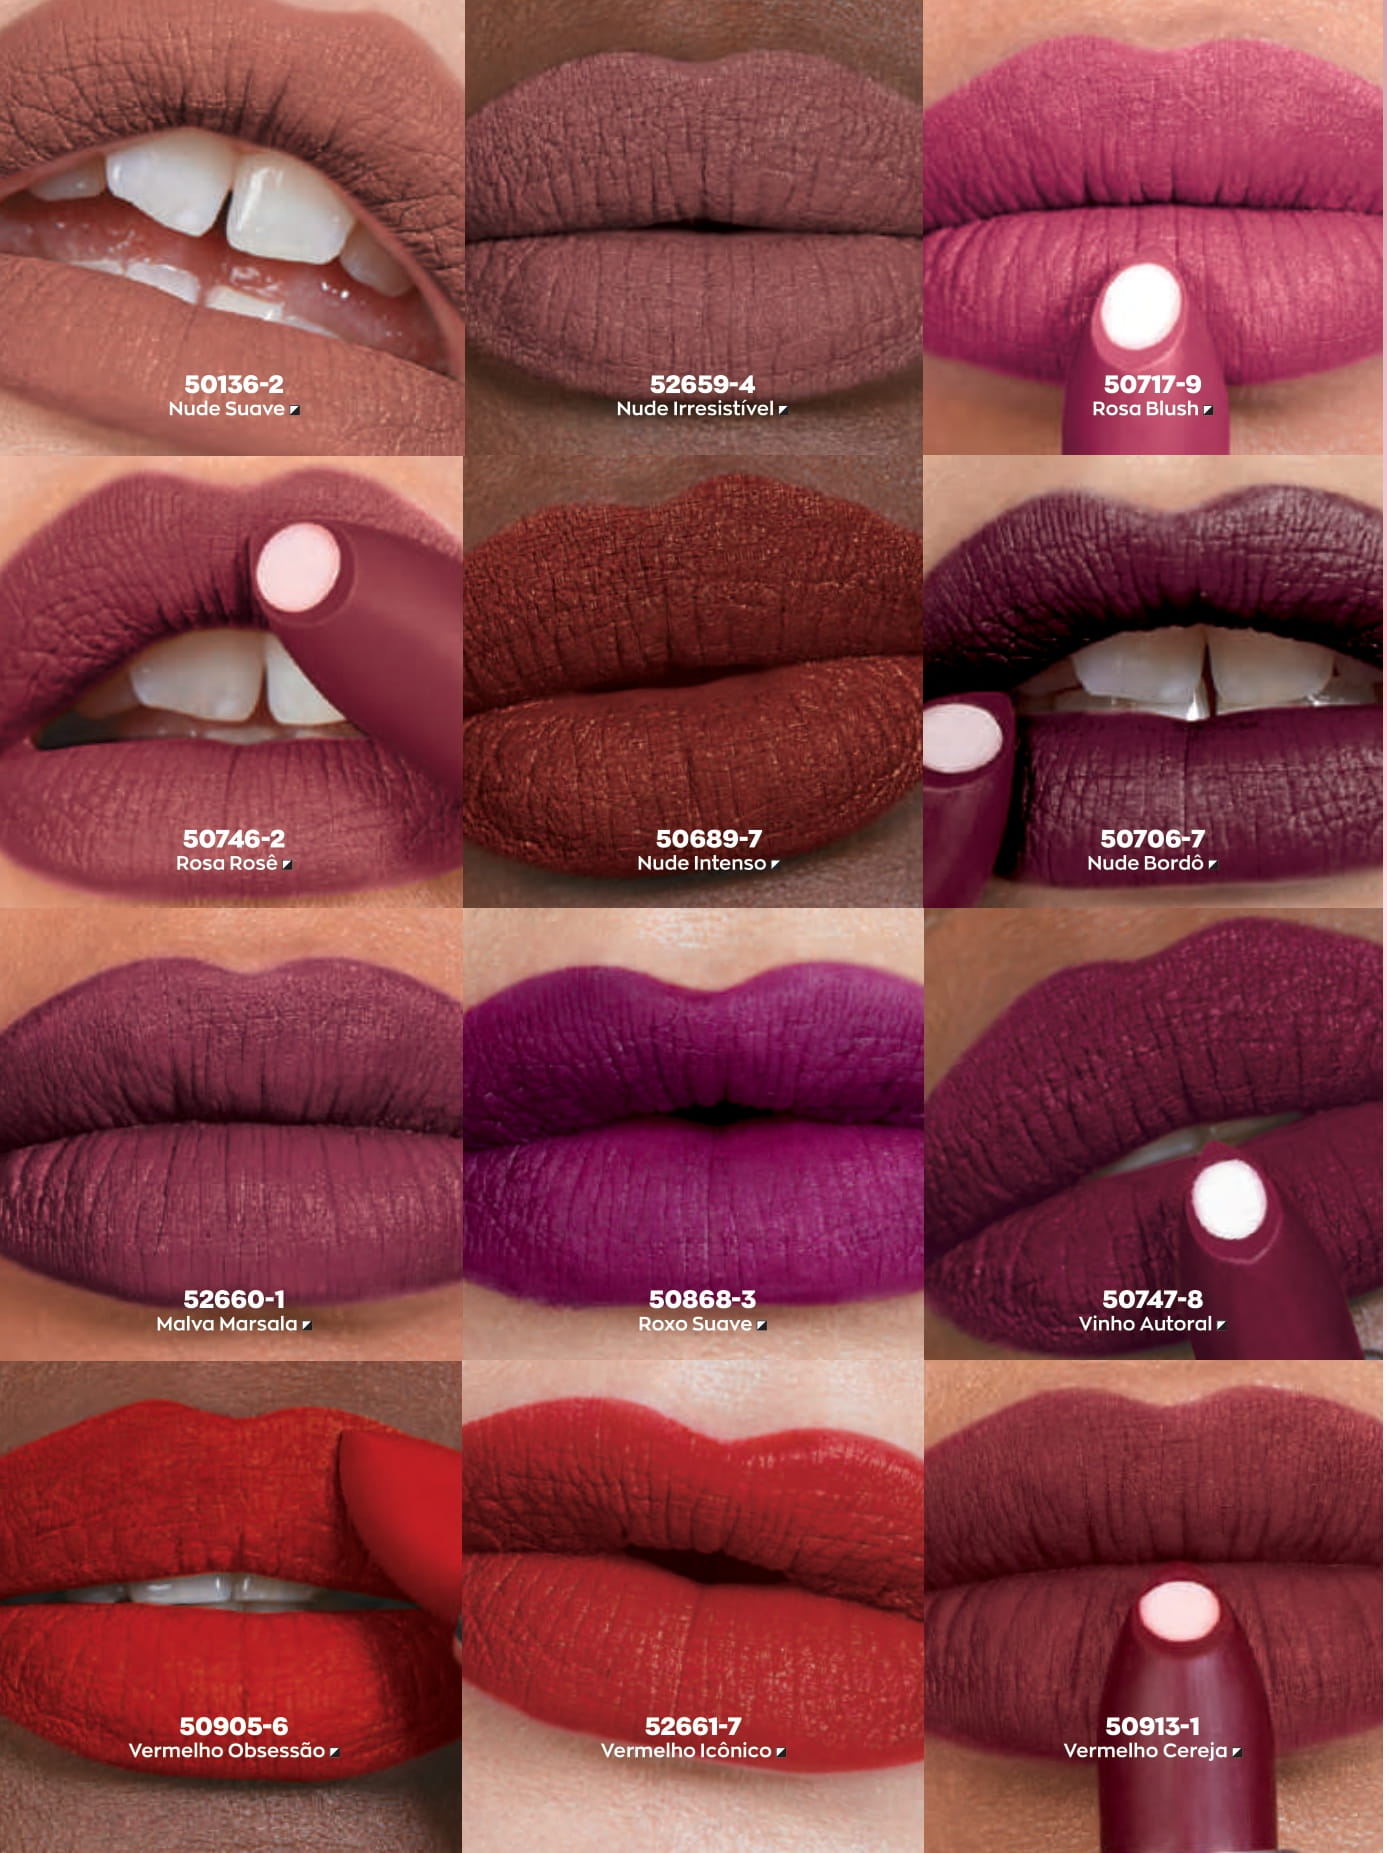 50136-2
Nude Suave
52659-4
Nude Irresistível
50717-9
Rosa Blush
50746-2
Rosa Rosê
50689-7
Nude Intenso
50706-7
Nude Bordô
52660-1
Malva Marsala
50868-3
Roxo Suave
50747-8
Vinho Autoral
50905-6
Vermelho Obsessão
52661-7
Vermelho Icônico
50913-1
Vermelho Cereja